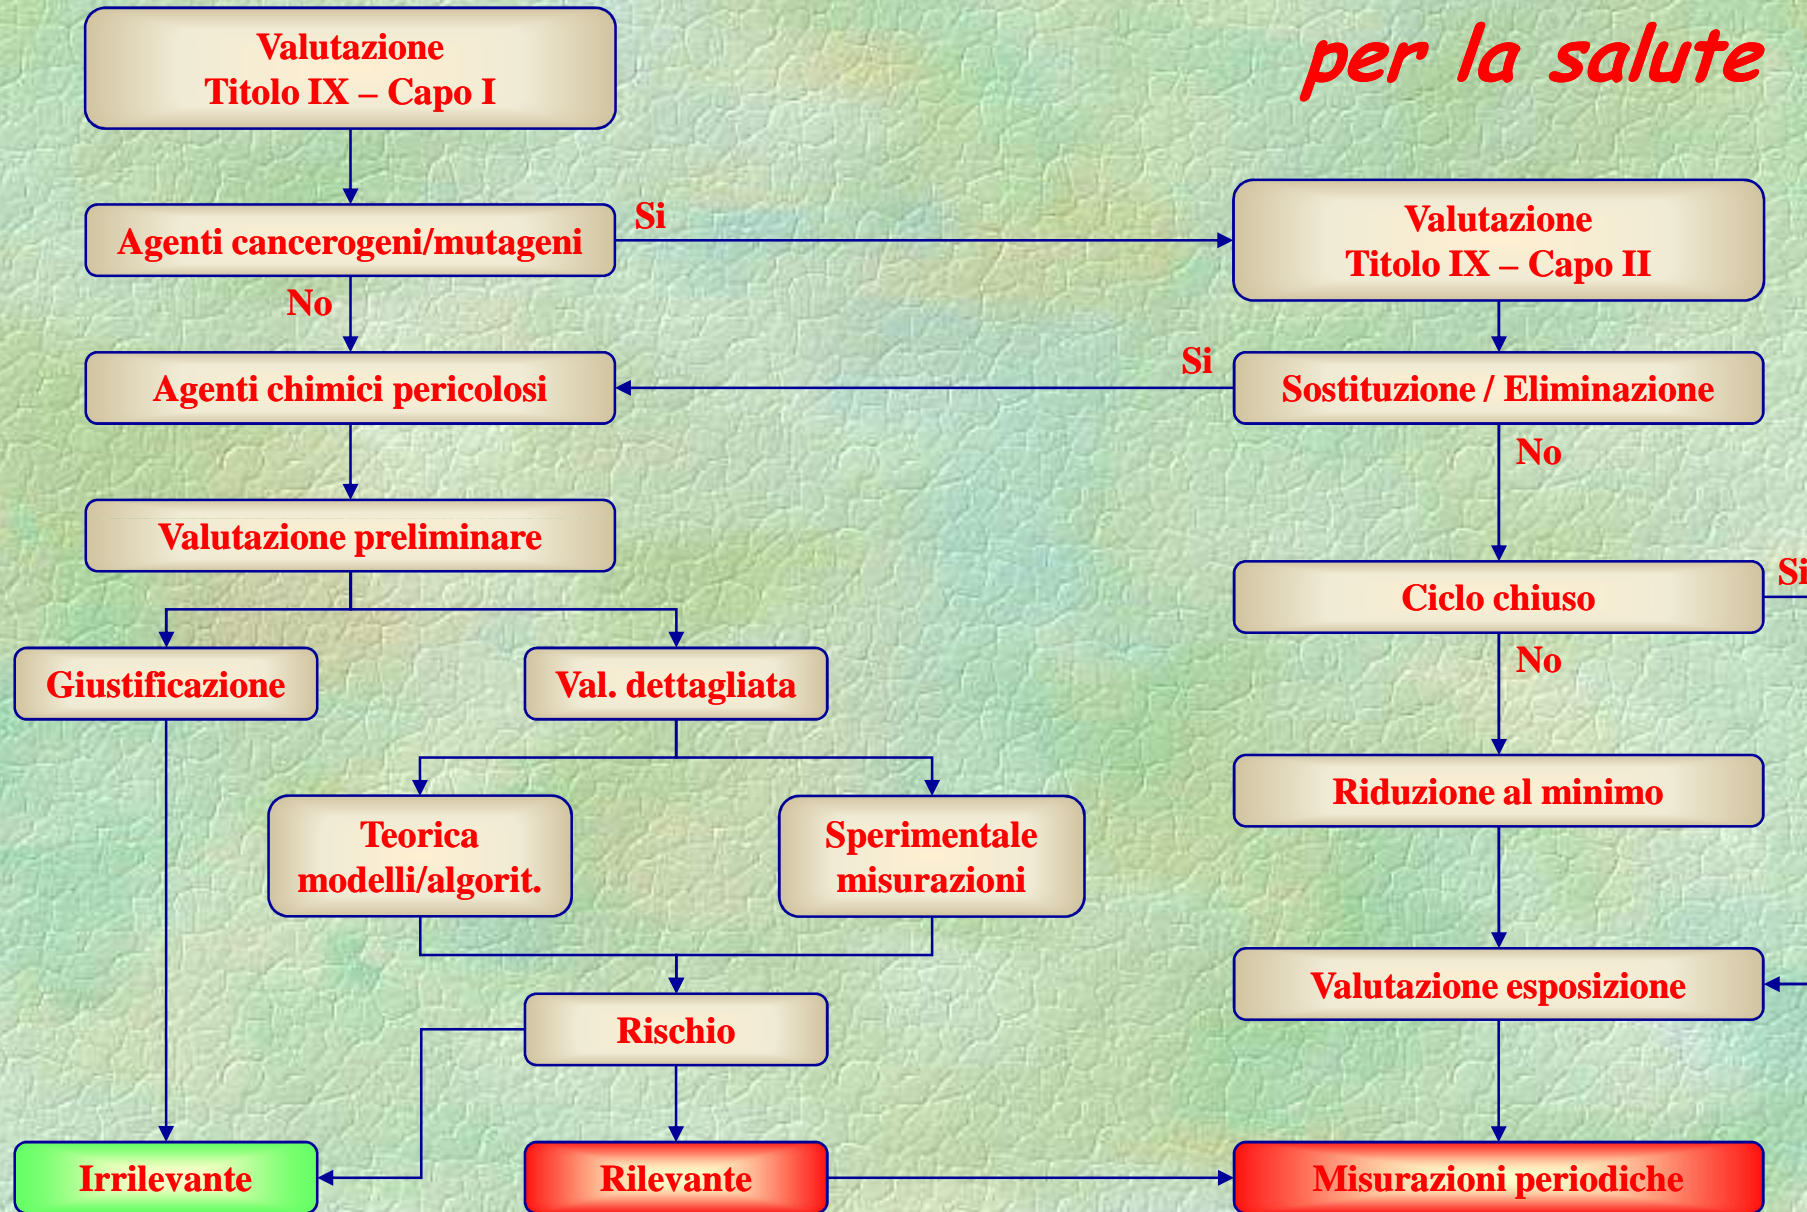 per la salute
Valutazione
Titolo IX – Capo I
Agenti cancerogeni/mutageni
Si
Valutazione
Titolo IX – Capo II
No
Agenti chimici pericolosi
Si
Sostituzione / Eliminazione
No
Valutazione preliminare
Ciclo chiuso
Si
No
Giustificazione
Val. dettagliata
Riduzione al minimo
Teorica
modelli/algorit.
Sperimentale
misurazioni
Valutazione esposizione
Rischio
Irrilevante
Rilevante
Misurazioni periodiche